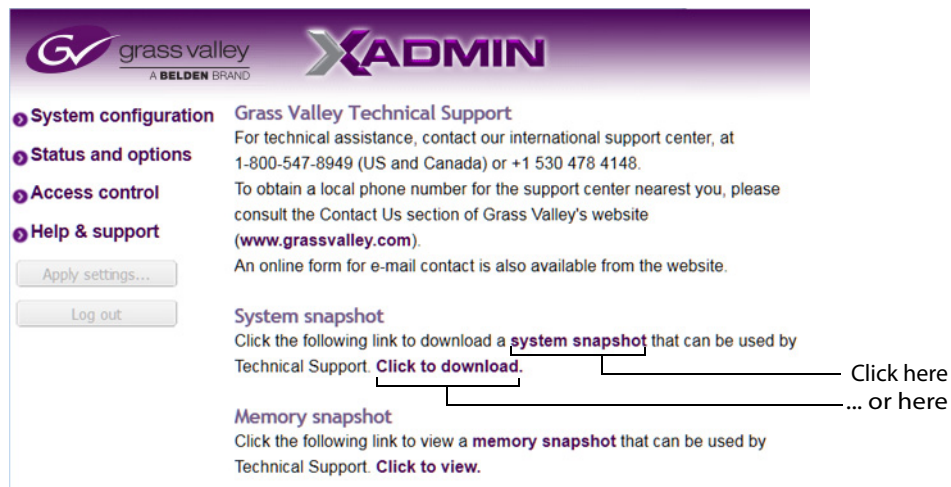 GV grass valley
A BELDEN BRAND
XADMIN
System configuration
Status and options
Access control
Help & support
Apply settings...
Log out
Grass Valley Technical Support
For technical assistance, contact our international support center, at
1-800-547-8949 (US and Canada) or +1 530 478 4148.
To obtain a local phone number for the support center nearest you, please
consult the Contact Us section of Grass Valley's website
(www.grassvalley.com).
An online form for e-mail contact is also available from the website.
System snapshot
Click the following link to download a system snapshot that can be used by
Technical Support. Click to download.
Click here
... or here
Memory snapshot
Click the following link to view a memory snapshot that can be used by
Technical Support. Click to view.